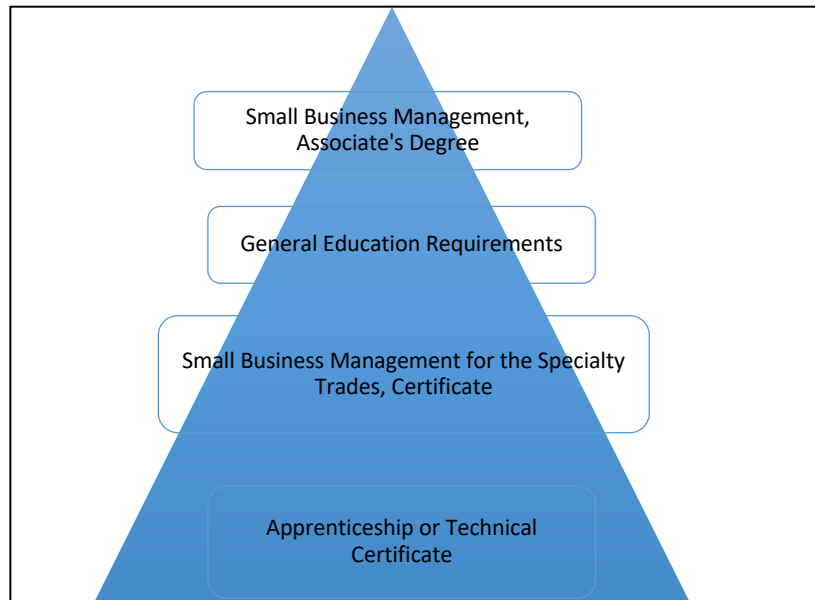 Small Business Management,
Associate's Degree
General Education Requirements
Small Business Management for the Specialty
Trades, Certificate
Apprenticeship or Technical
Certificate